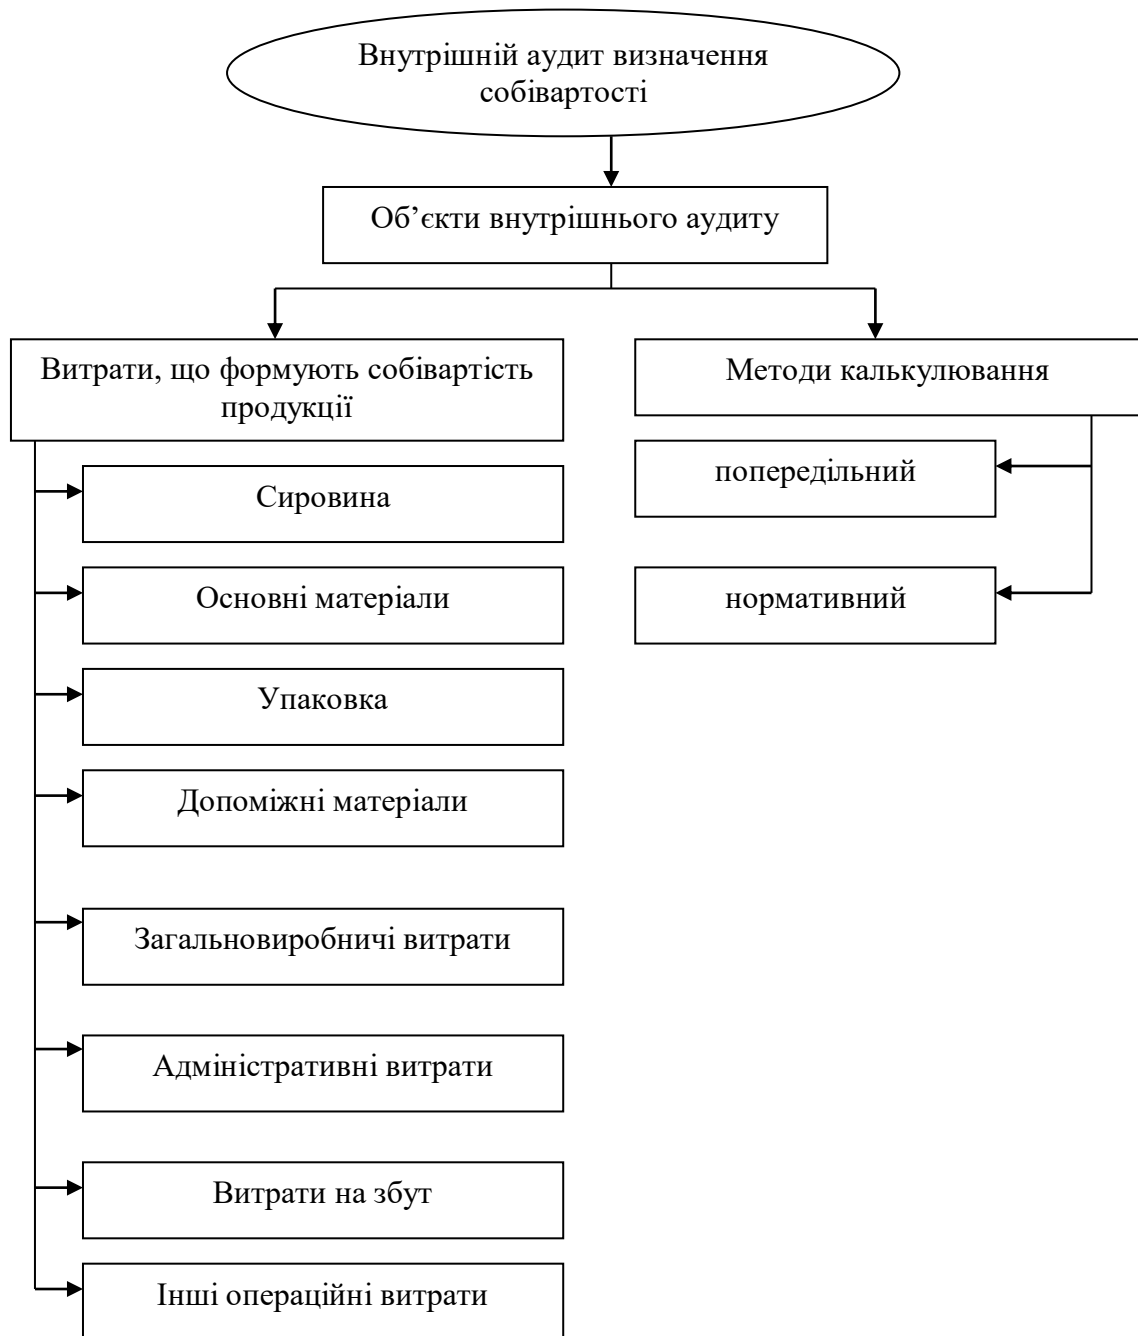 Внутрішній аудит визначення
собівартості
Об’єкти внутрішнього аудиту
Витрати, що формують собівартість
продукції
Сировина
Основні матеріали
Упаковка
Допоміжні матеріали
Загальновиробничі витрати
Адміністративні витрати
Витрати на збут
Інші операційні витрати
Методи калькулювання
попередільний
нормативний